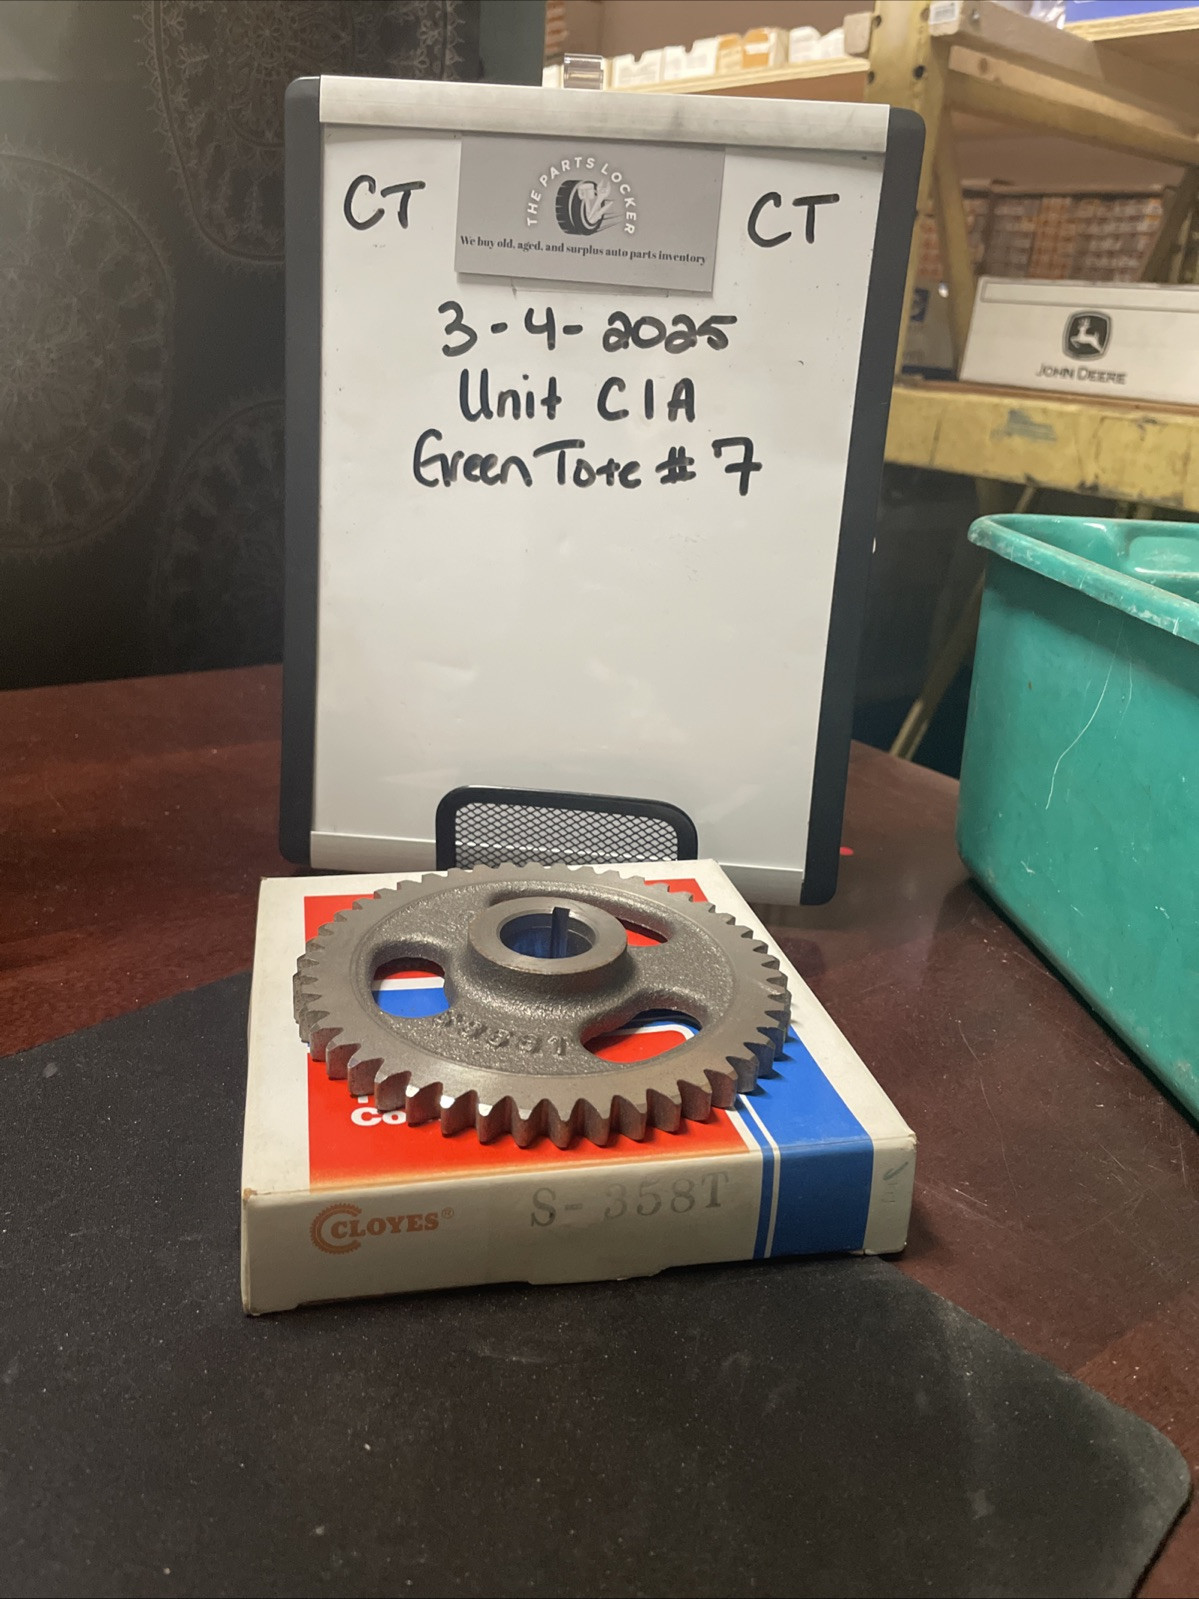 CT
THE PARTS LOCKER
CT
We buy old, aged, and surplus auto parts inventory
3-4-2025
Unit C1A
Green Tote #7
JOHN DEERE
Co
CLOYES®
S-358T